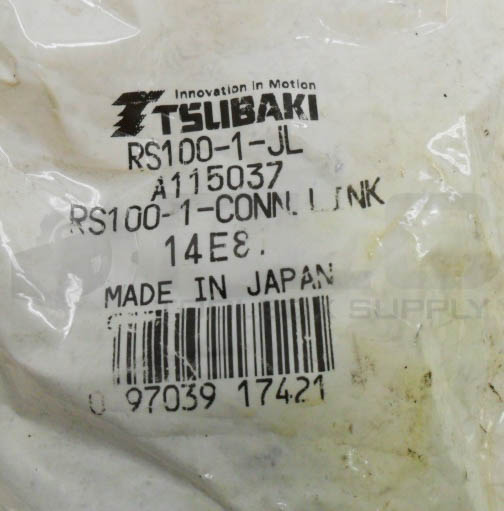 Innovation in Motion
TSUBAKI
RS100-1-JL
A115037
RS100-1-CONN. LINK
14E8.
MADE IN JAPAN
SUPPLY
0 97039 17421